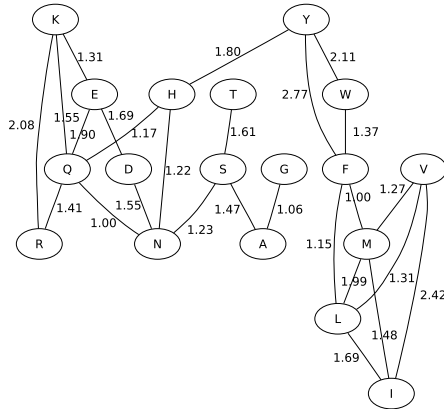 K Y
1.80 1.31 2.11
E H T W
2.08 1.55 1.69 2.77
1.90 1.17 1.61 1.37
Q D S F V
1.22 G
1.00 1.27
1.41 1.55 1.47 1.06
1.00 1.23 1.15
R N A M
1.99 1.31
2.42
L
1.48
1.69
I